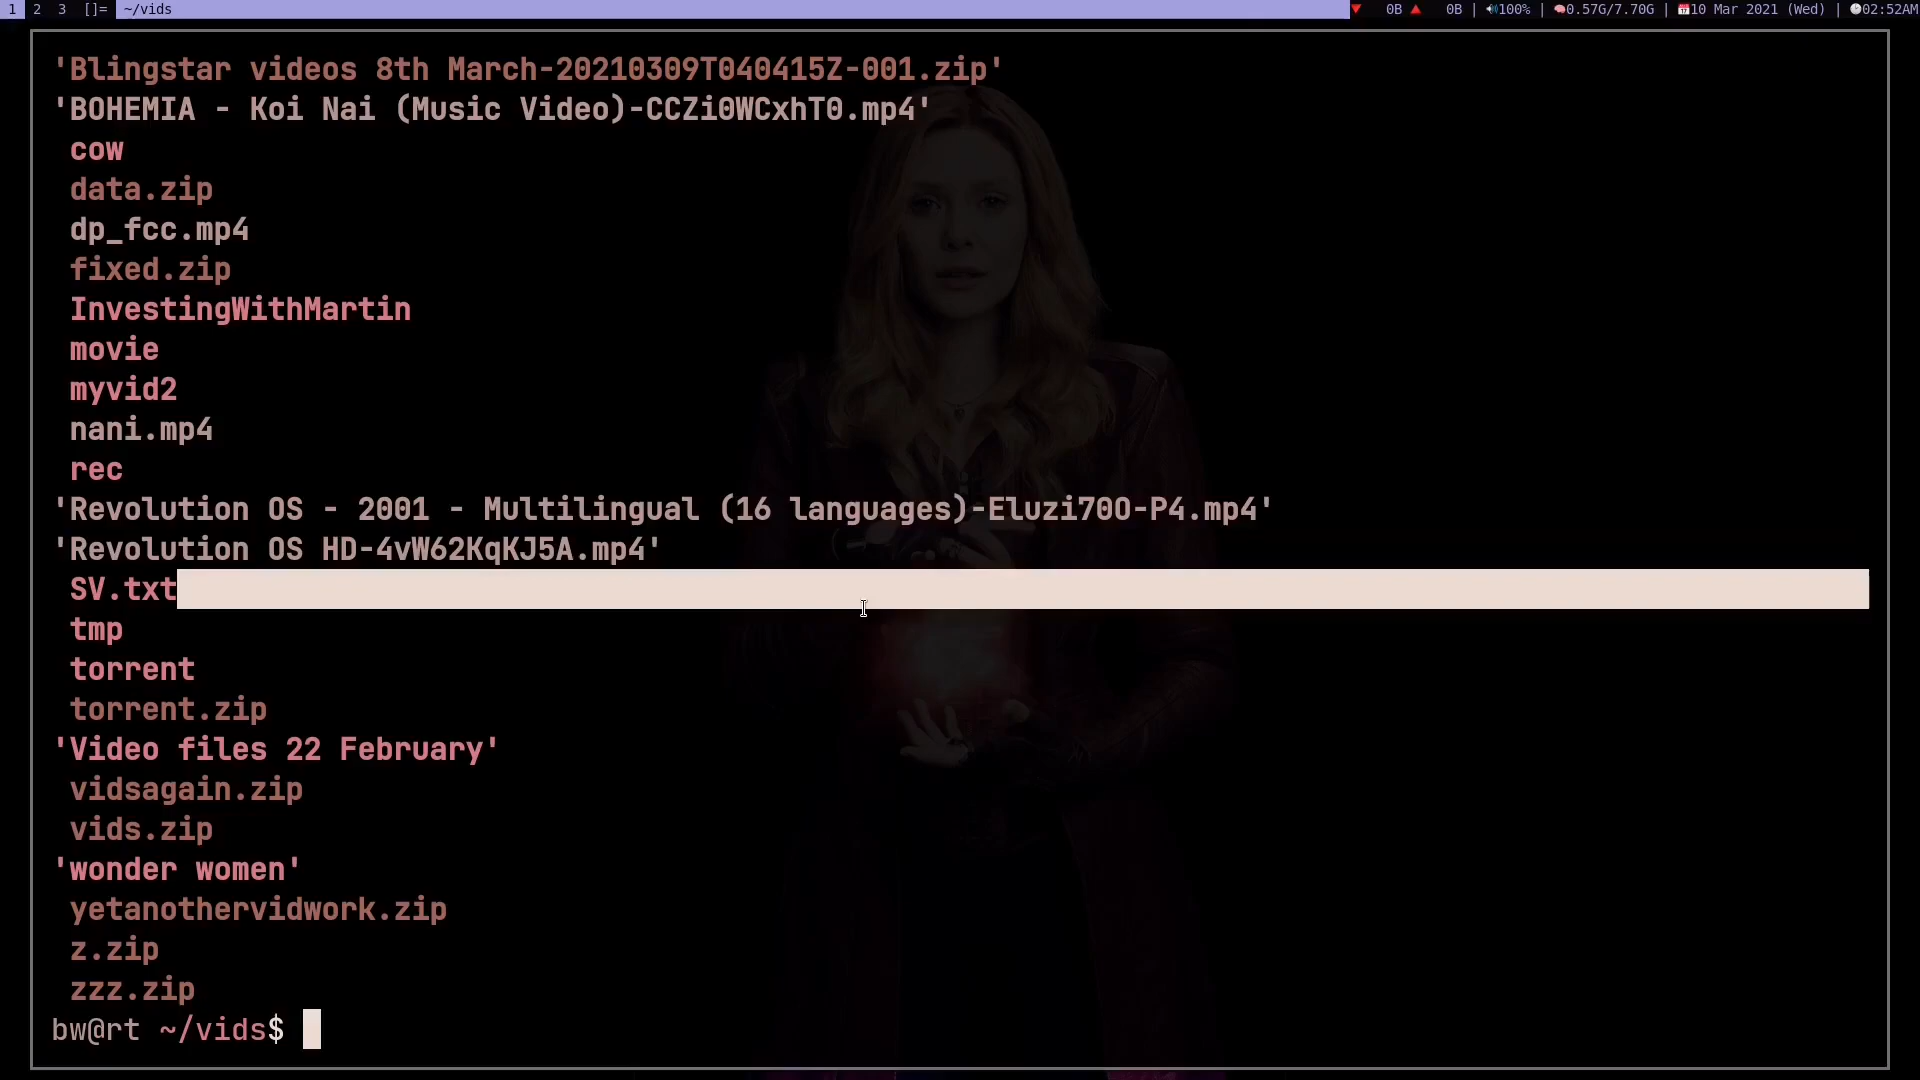 1 2 3 []= ~/vids 0B 0B | 100% | 0.57G/7.70G | 10 Mar 2021 (Wed) | 02:52AM
'Blingstar videos 8th March-20210309T040415Z-001.zip'
'BOHEMIA - Koi Nai (Music Video)-CCZi0WCxhT0.mp4'
cow
data.zip
dp_fcc.mp4
fixed.zip
InvestingWithMartin
movie
myvid2
nani.mp4
rec
'Revolution OS - 2001 - Multilingual (16 languages)-Eluzi70O-P4.mp4'
'Revolution OS HD-4vW62KqKJ5A.mp4'
SV.txt
tmp
torrent
torrent.zip
'Video files 22 February'
vidsagain.zip
vids.zip
'wonder women'
yetanothervidwork.zip
z.zip
zzz.zip
bw@rt ~/vids$